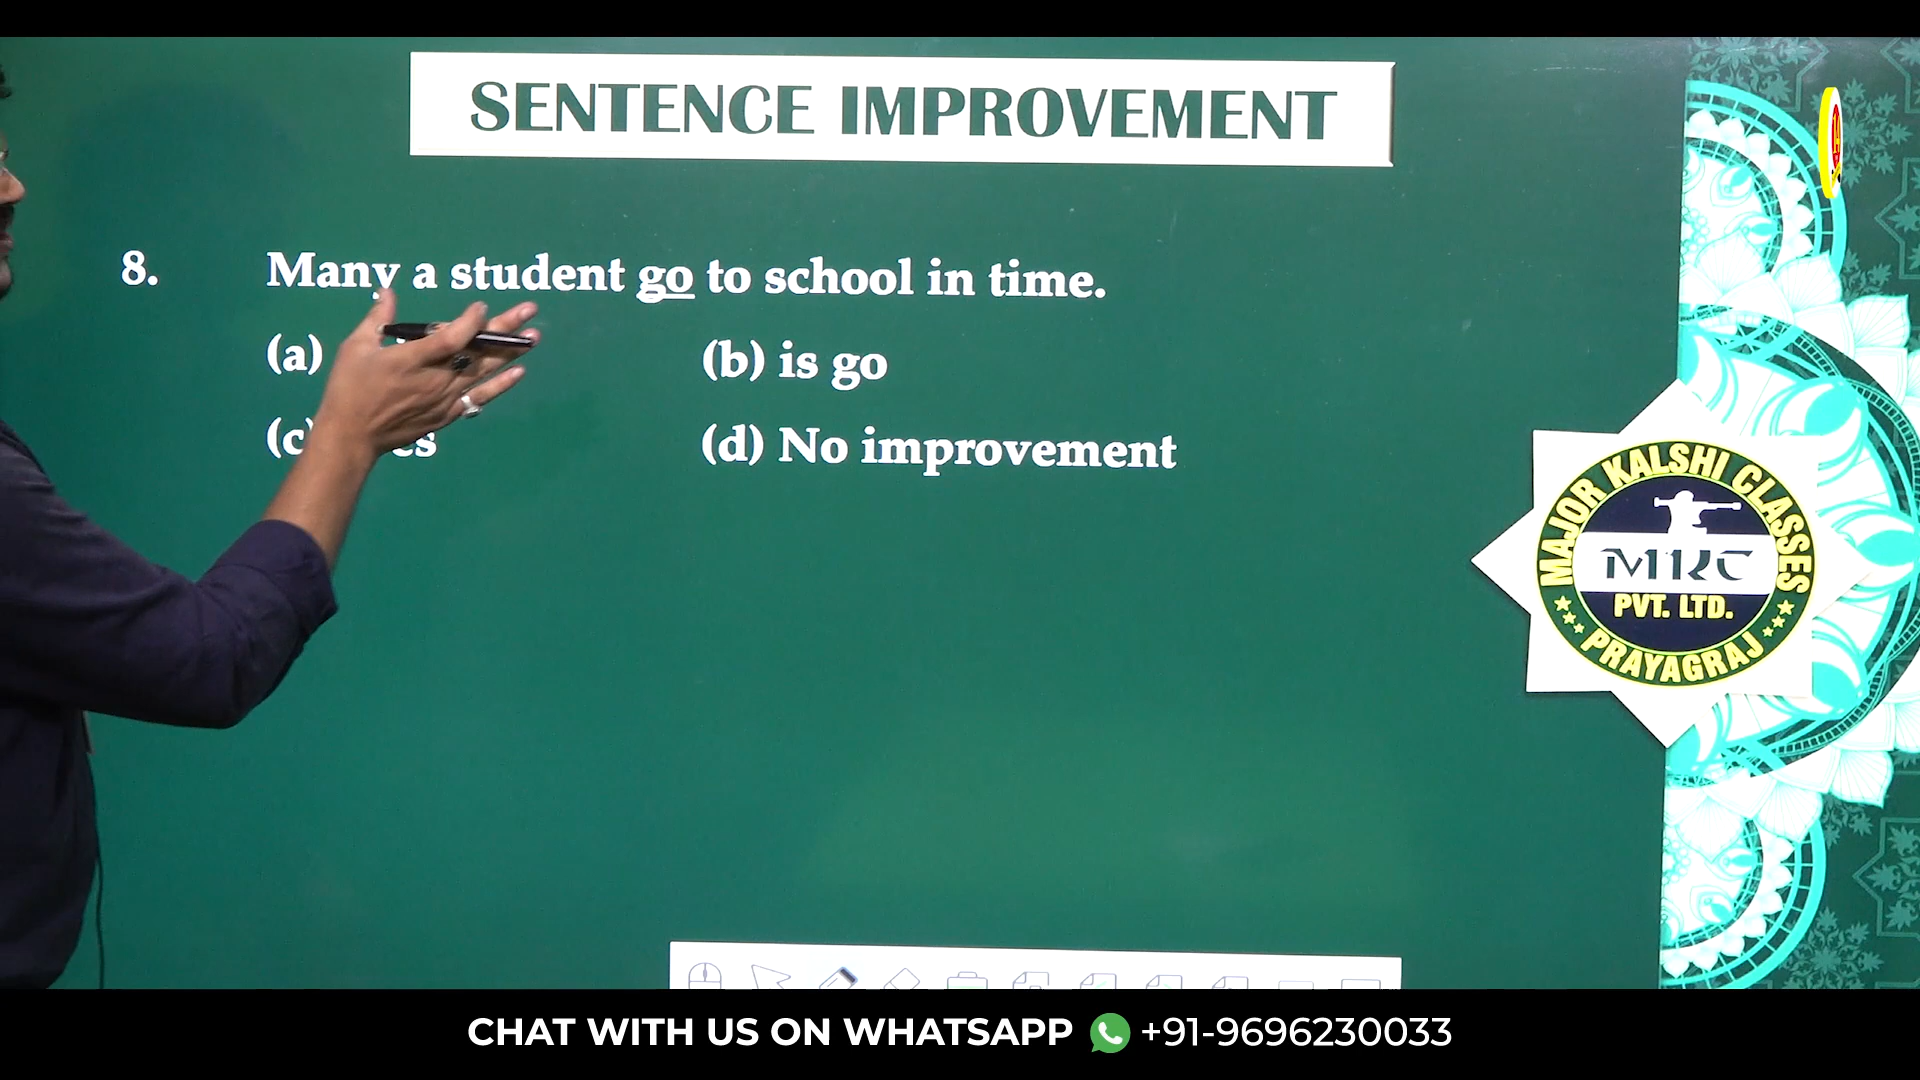 SENTENCE IMPROVEMENT
8. Many a student go to school in time.
(a)
(b) is go
(c)
(d) No improvement
MAJOR KALSHI CLASSES
MKC
PVT. LTD.
PRAYAGRAJ
CHAT WITH US ON WHATSAPP +91-9696230033